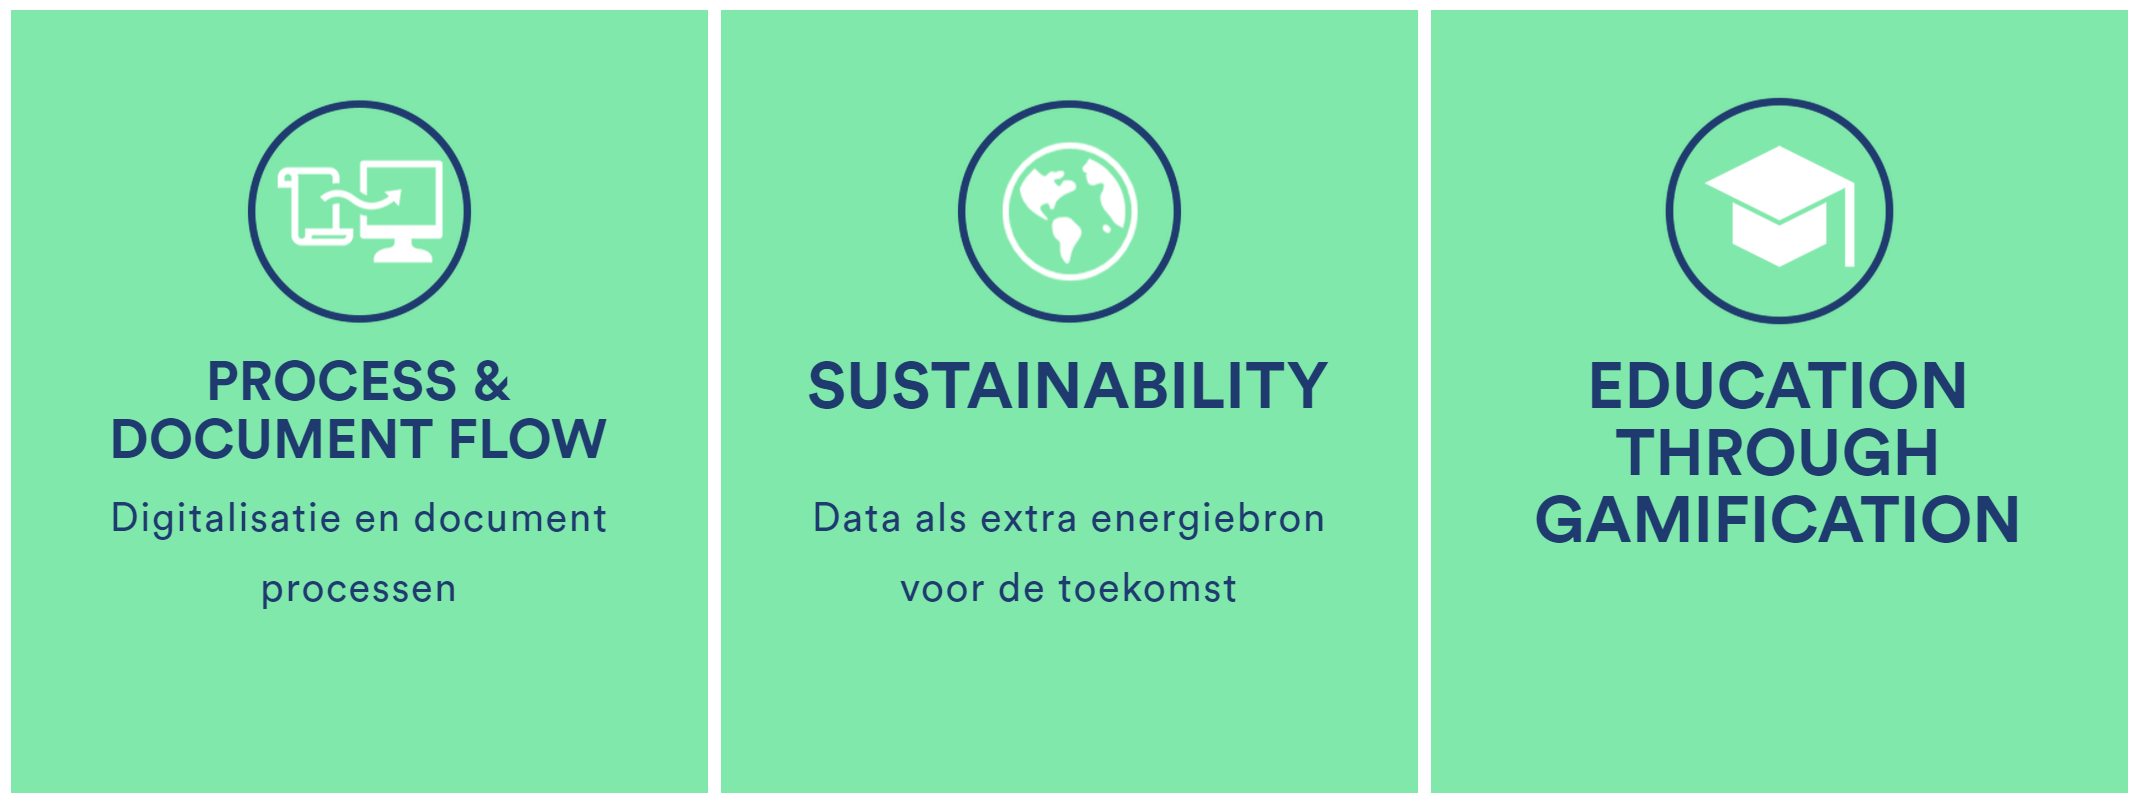 PROCESS &
DOCUMENT FLOW
Digitalisatie en document
processen
SUSTAINABILITY
Data als extra energiebron
voor de toekomst
EDUCATION
THROUGH
GAMIFICATION